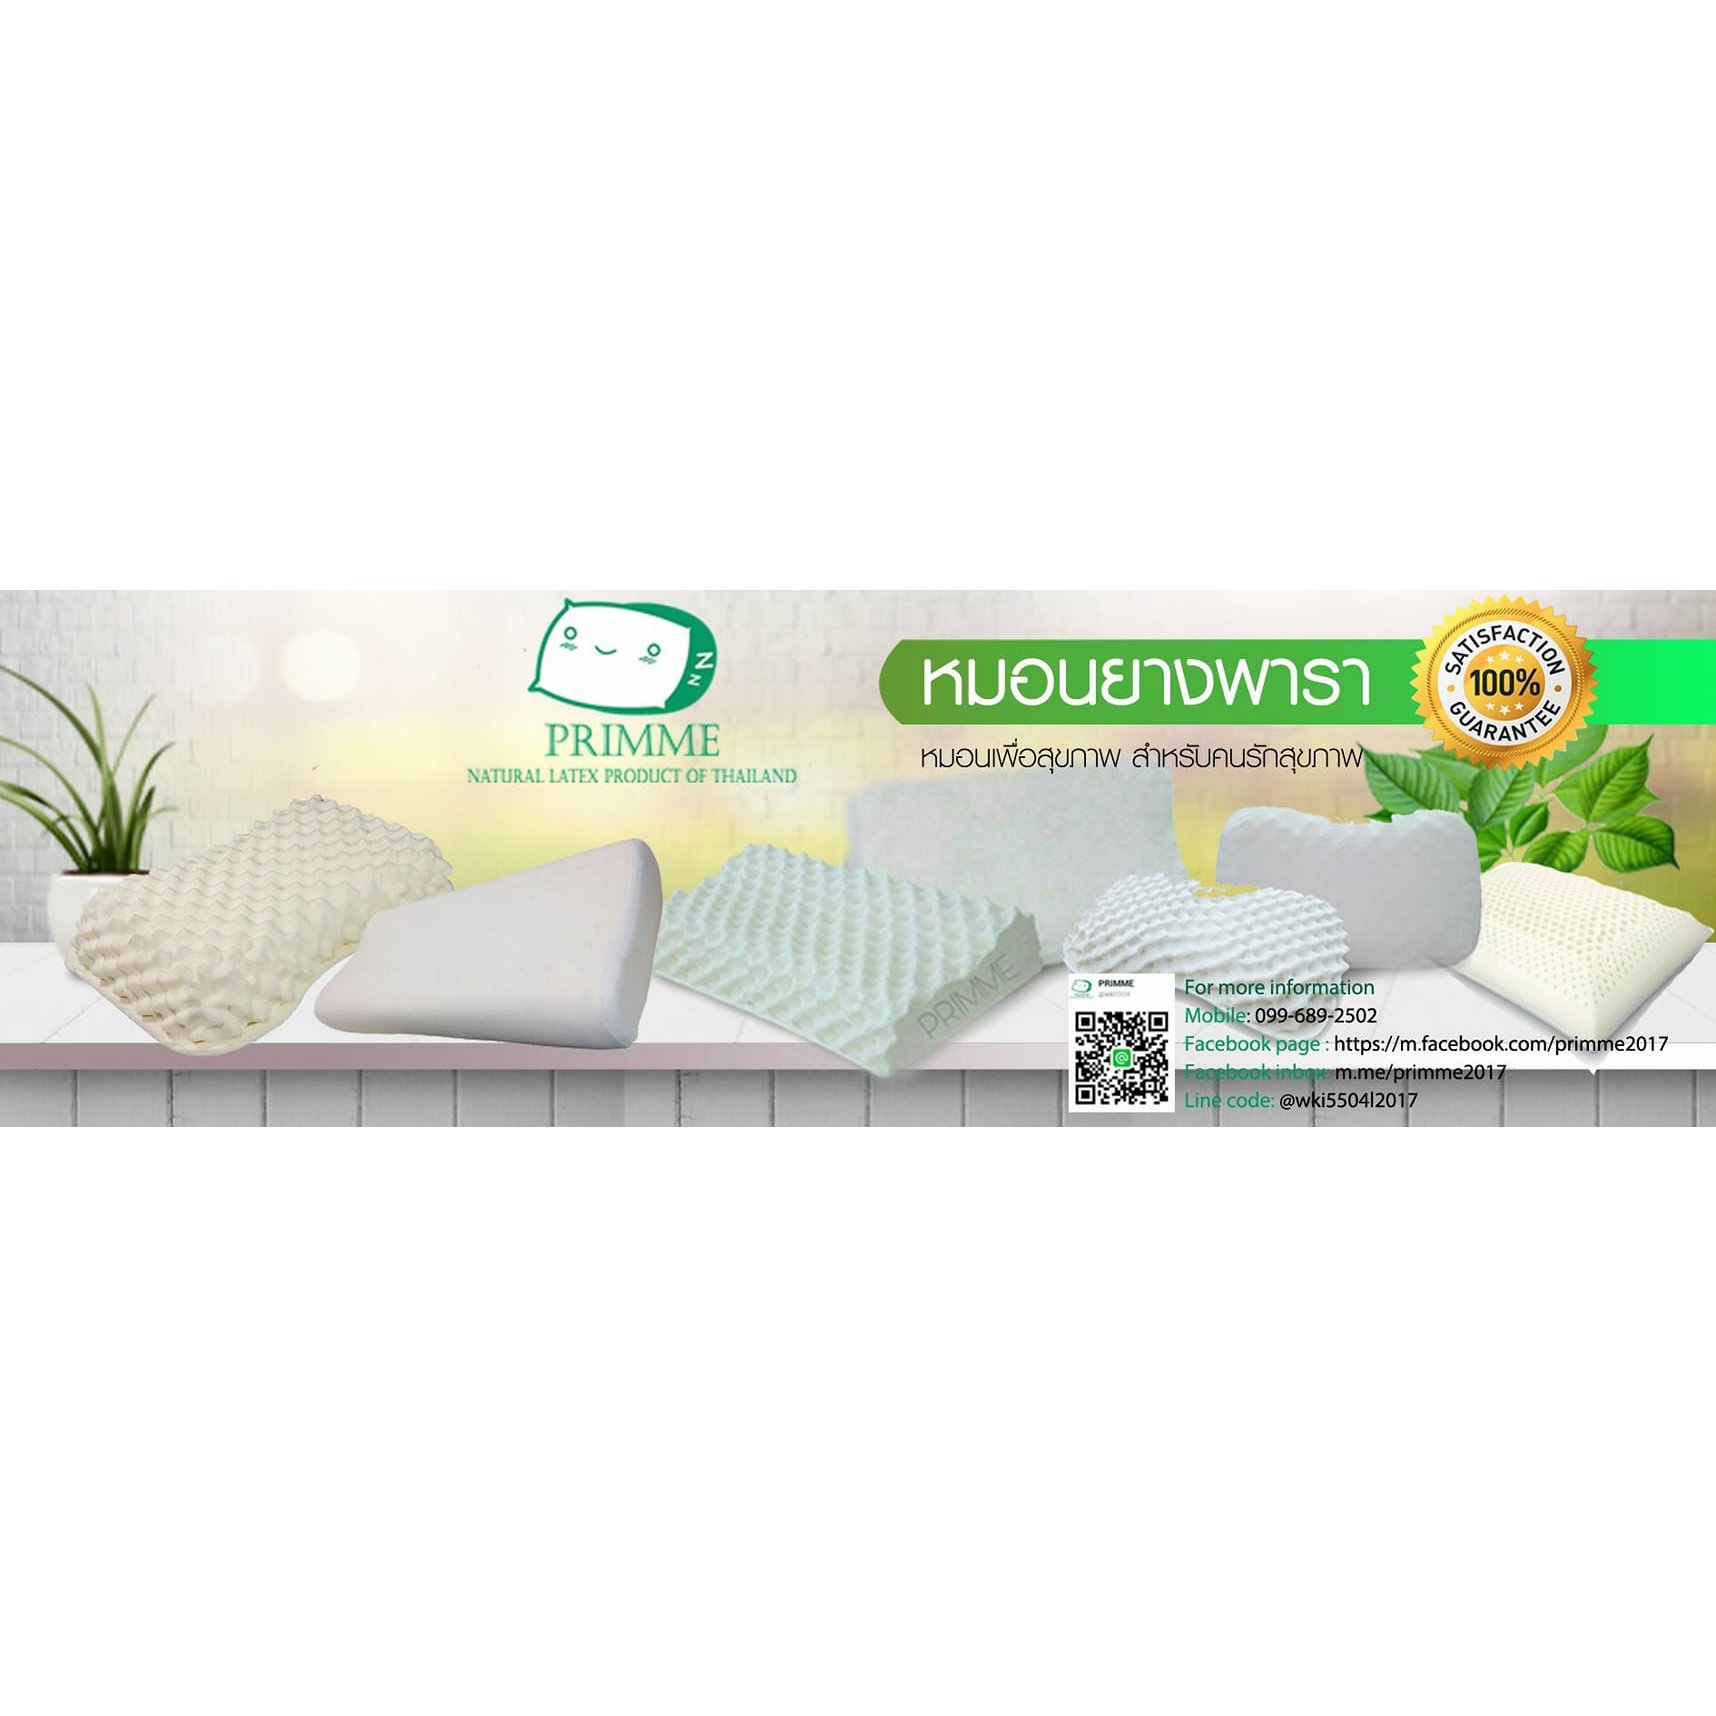 N
N
PRIMME
NATURAL LATEX PRODUCT OF THAILAND
หมอนยางพารา
SATISFACTION
100%
GUARANTEE
หมอนเพื่อสุขภาพ สำหรับคนรักสุขภาพ
PRIMME
PRIMME
For more information
Mobile: 099-689-2502
Facebook page : https://m.facebook.com/primme2017
Facebook inbox: m.me/primme2017
Line code: @wki5504l2017